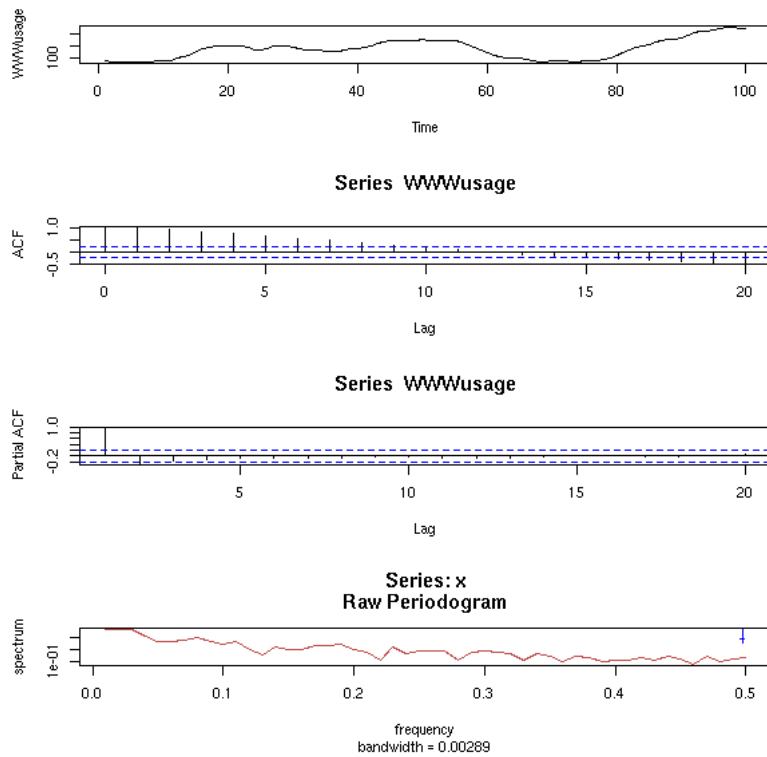 WWWusage
100
0 20 40 60 80 100
Time
Series WWWusage
ACF
1.0
-0.5
0 5 10 15 20
Lag
Series WWWusage
Partial ACF
1.0
-0.2
5 10 15 20
Lag
Series: x
Raw Periodogram
spectrum
1e-01
0.0 0.1 0.2 0.3 0.4 0.5
frequency
bandwidth = 0.00289